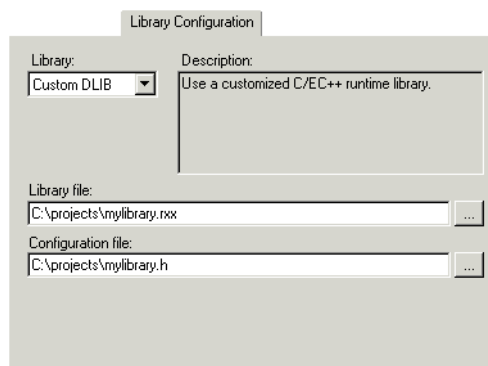 Library Configuration
Library:
Description:
Custom DLIB
Use a customized C/EC++ runtime library.
Library file:
C:\projects\mylibrary.rxx
...
Configuration file:
C:\projects\mylibrary.h
...